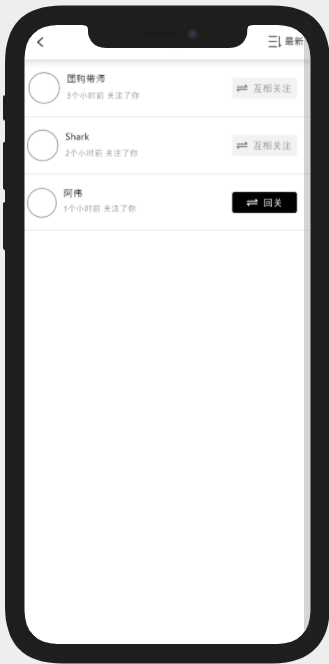 最新
团购带师
3个小时前 关注了你
互相关注
Shark
2个小时前 关注了你
互相关注
阿伟
1个小时前 关注了你
回关